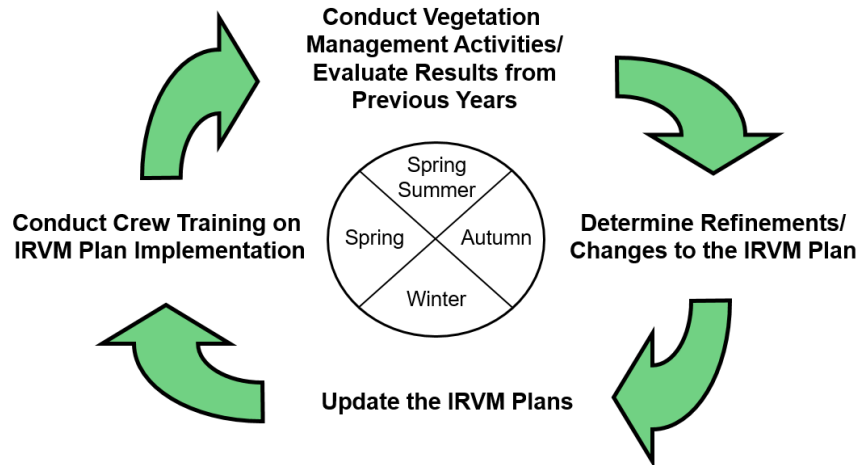 Conduct Vegetation
Management Activities/
Evaluate Results from
Previous Years
Spring
Summer
Conduct Crew Training on
IRVM Plan Implementation
Spring
Autumn
Determine Refinements/
Changes to the IRVM Plan
Winter
Update the IRVM Plans